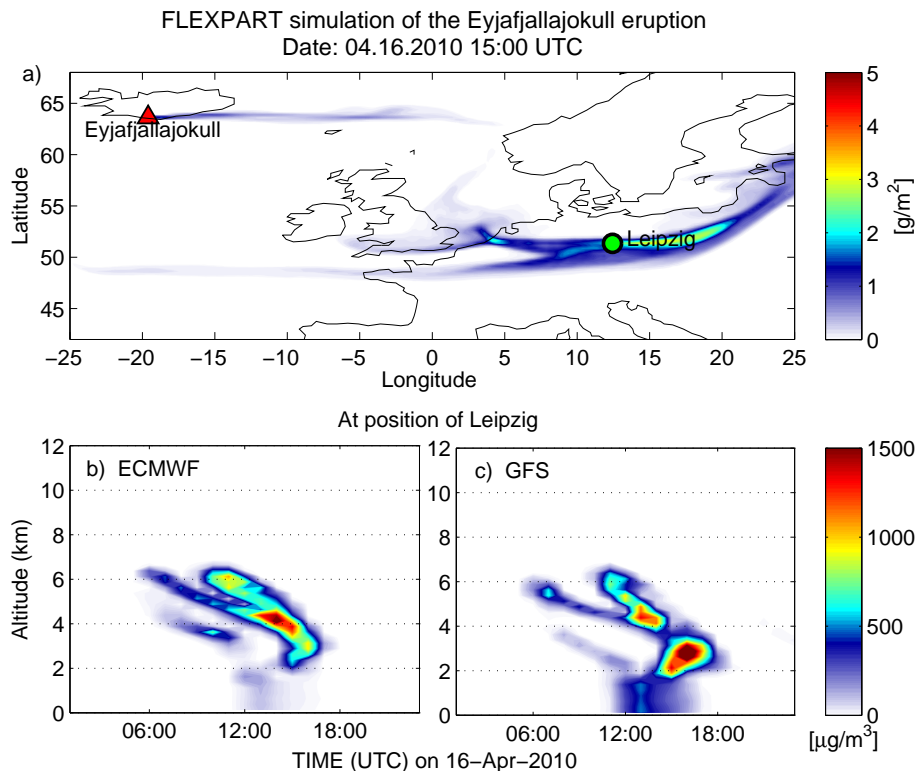 FLEXPART simulation of the Eyjafjallajokull eruption
Date: 04.16.2010 15:00 UTC
a)
65
60
55
50
45
Latitude
Eyjafjallajokull
Leipzig
−25 −20 −15 −10 −5 0 5 10 15 20 25
Longitude
5
4
3
2
1
0
[g/m²]
At position of Leipzig
b) ECMWF
12
10
8
6
4
2
0
Altitude (km)
06:00 12:00 18:00
c) GFS
12
10
8
6
4
2
0
06:00 12:00 18:00
1500
1000
500
0
[µg/m³]
TIME (UTC) on 16−Apr−2010